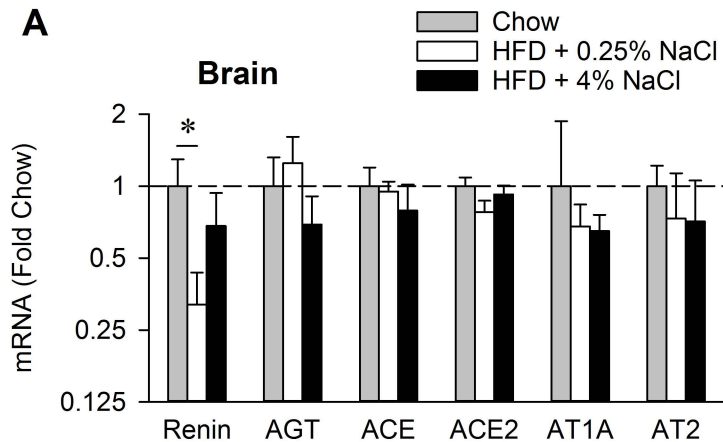 A
Chow
HFD + 0.25% NaCl
HFD + 4% NaCl
Brain
mRNA (Fold Chow)
2
1
0.5
0.25
0.125
*
Renin AGT ACE ACE2 AT1A AT2